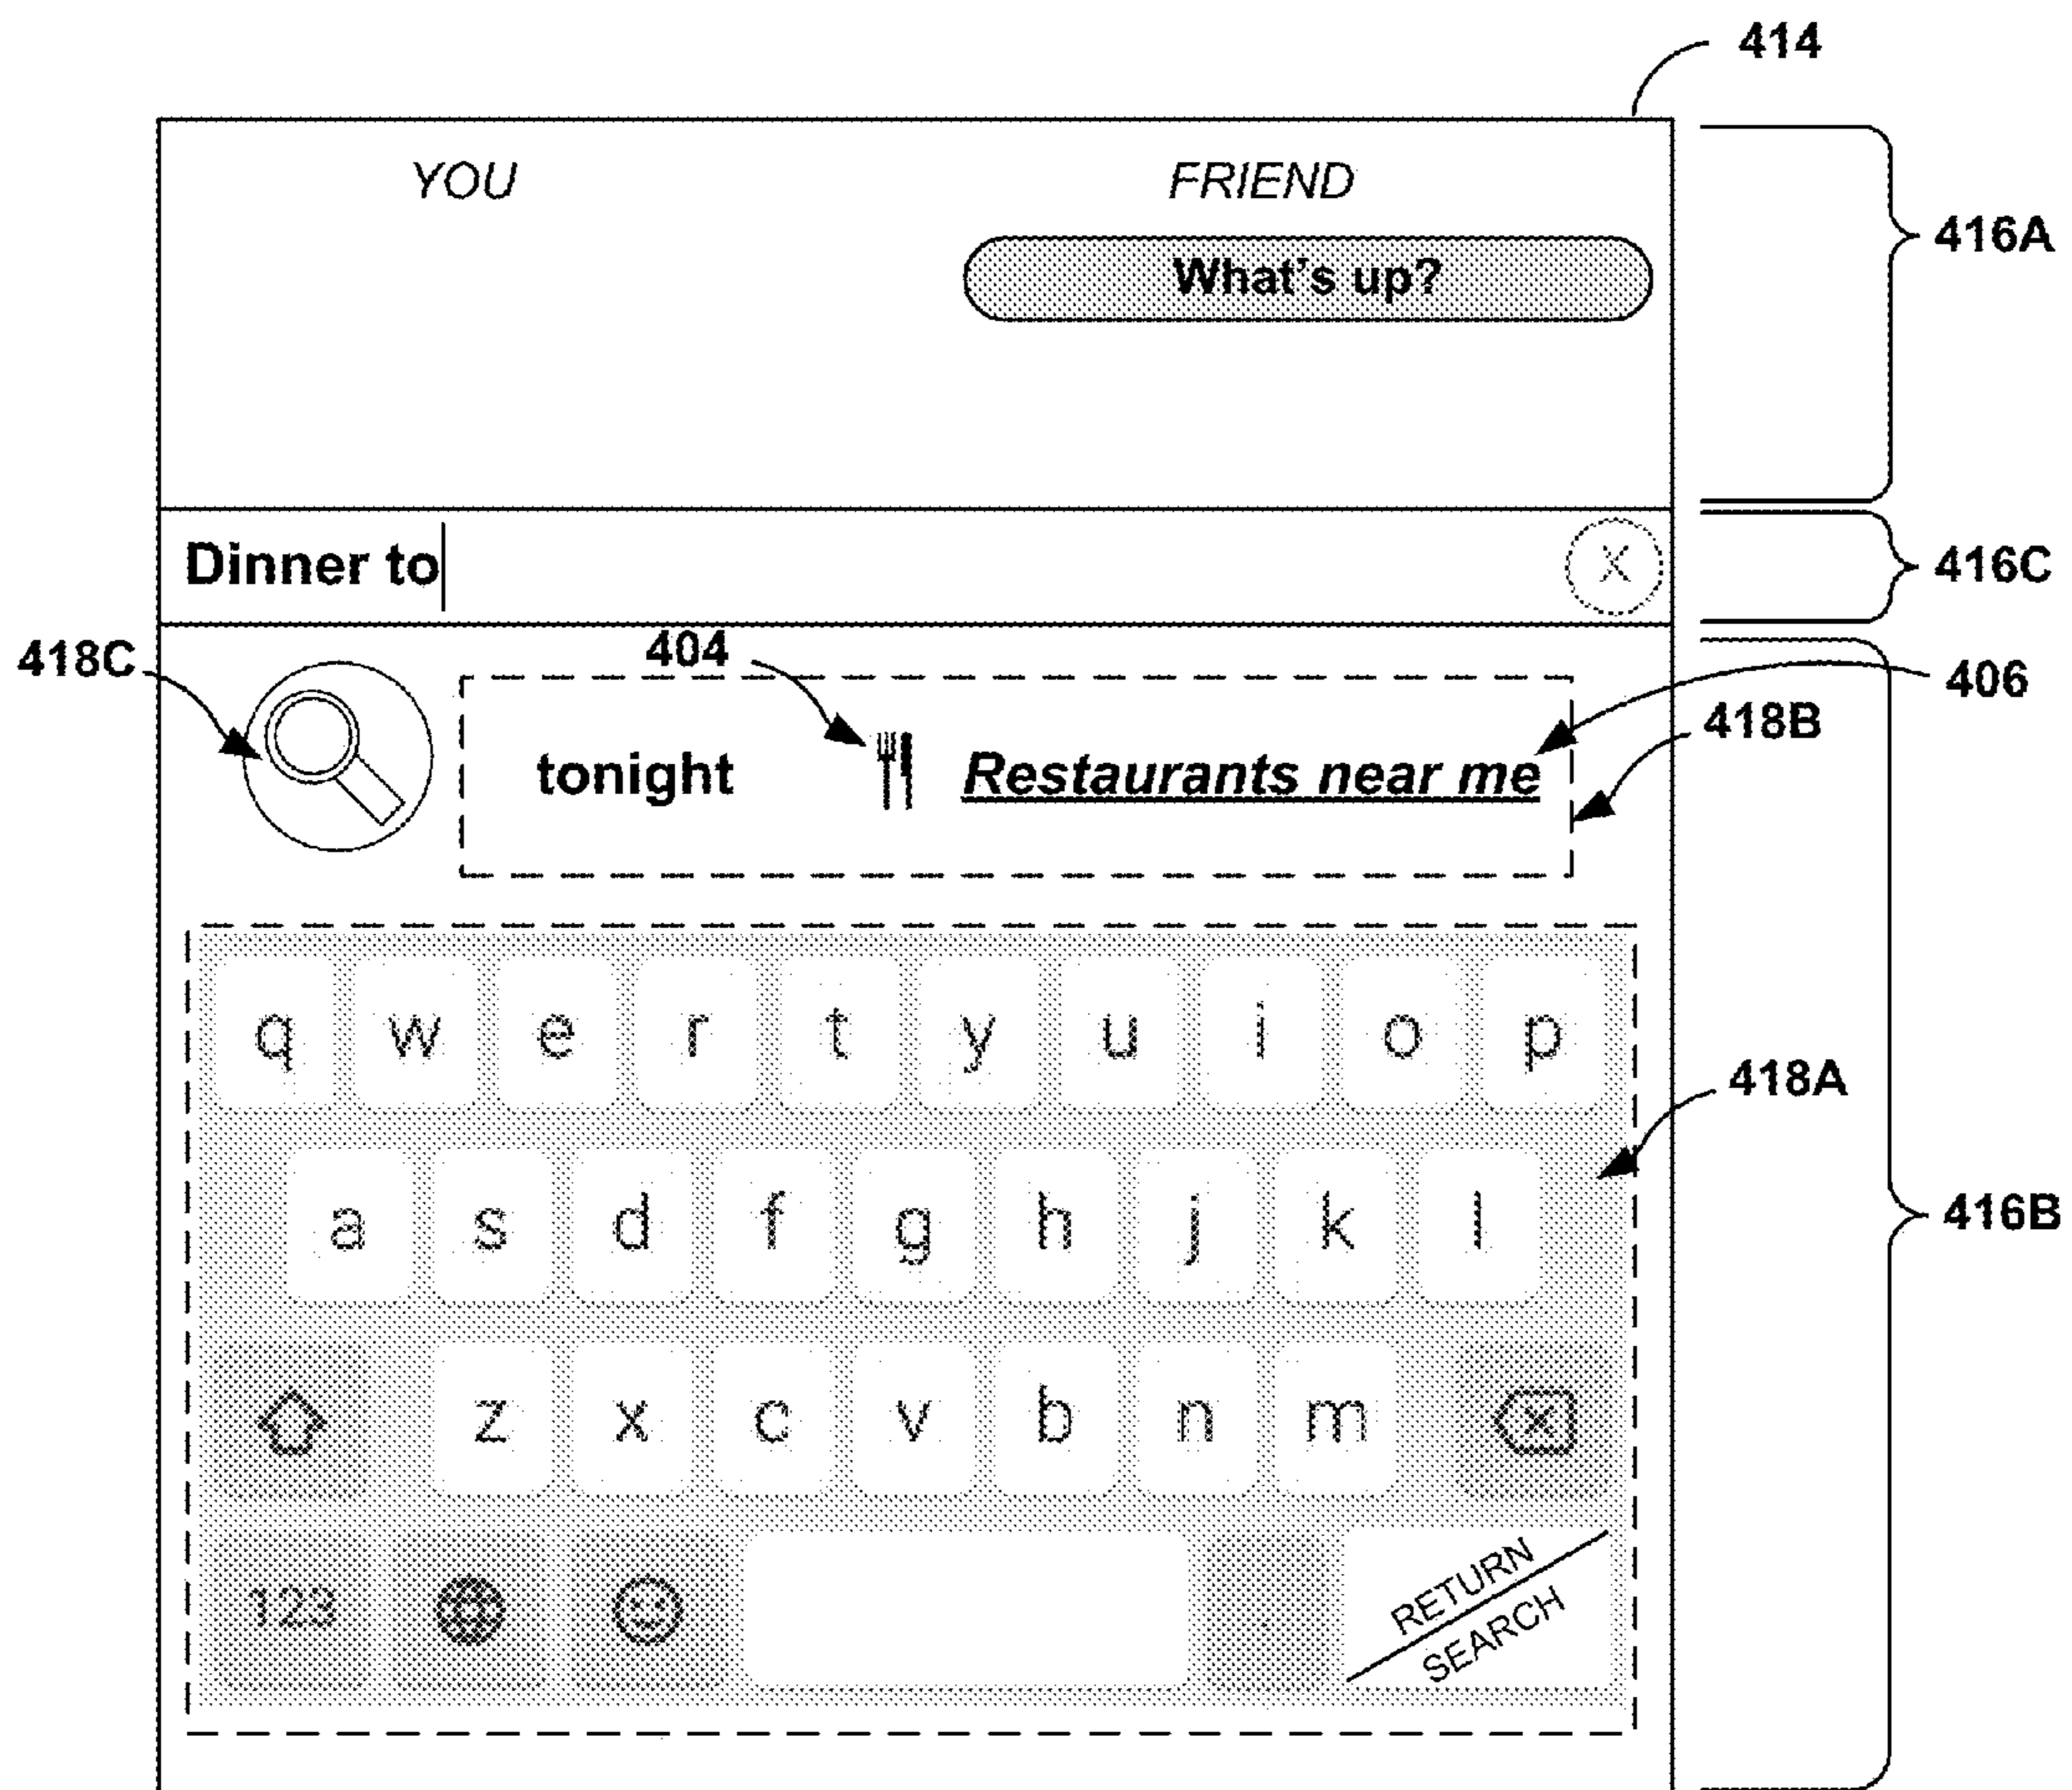 414
YOU FRIEND
416A
What's up?
Dinner to X 416C
418C 404 406
418B
tonight Restaurants near me
q w e r t y u i o p
418A
a s d f g h j k l
416B
z x c v b n m
123 . RETURN
SEARCH